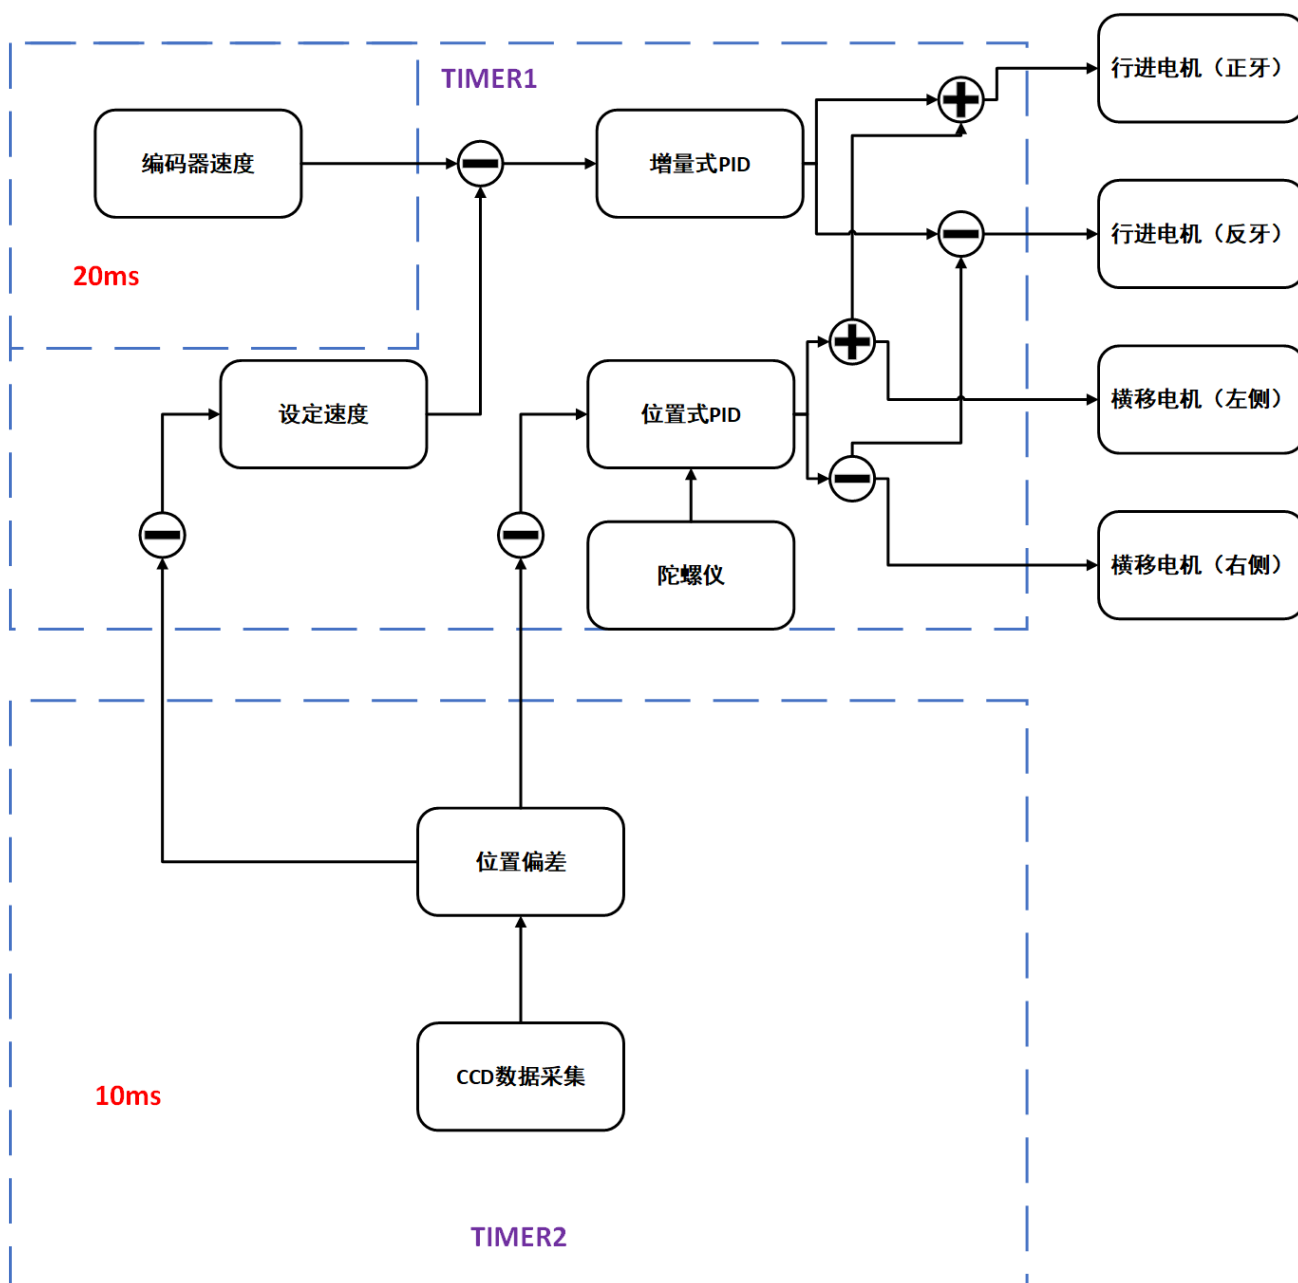 TIMER1
行进电机（正牙）
编码器速度
增量式PID
行进电机（反牙）
20ms
设定速度
位置式PID
横移电机（左侧）
陀螺仪
横移电机（右侧）
位置偏差
CCD数据采集
10ms
TIMER2